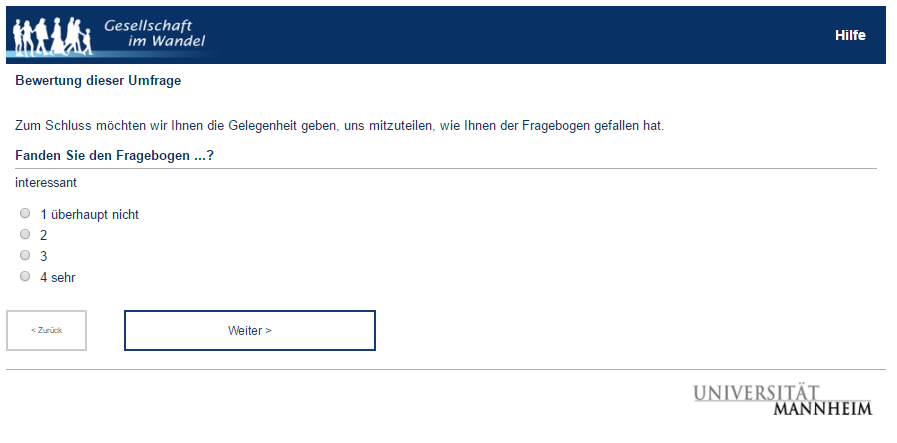 Gesellschaft
im Wandel
Hilfe
Bewertung dieser Umfrage
Zum Schluss möchten wir Ihnen die Gelegenheit geben, uns mitzuteilen, wie Ihnen der Fragebogen gefallen hat.
Fanden Sie den Fragebogen ...?
interessant
1 überhaupt nicht
2
3
4 sehr
< Zurück
Weiter >
UNIVERSITÄT
MANNHEIM